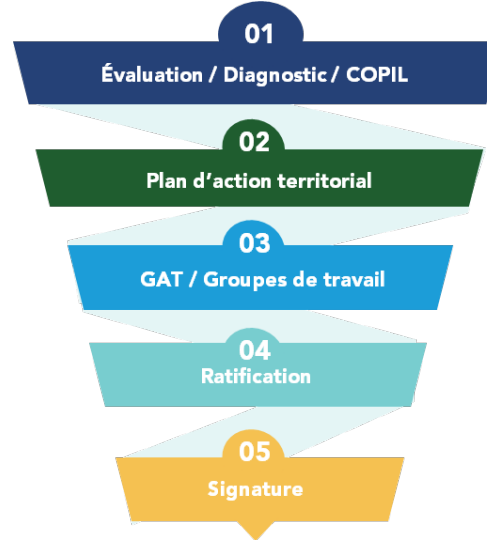 01
Évaluation / Diagnostic / COPIL
02
Plan d'action territorial
03
GAT / Groupes de travail
04
Ratification
05
Signature